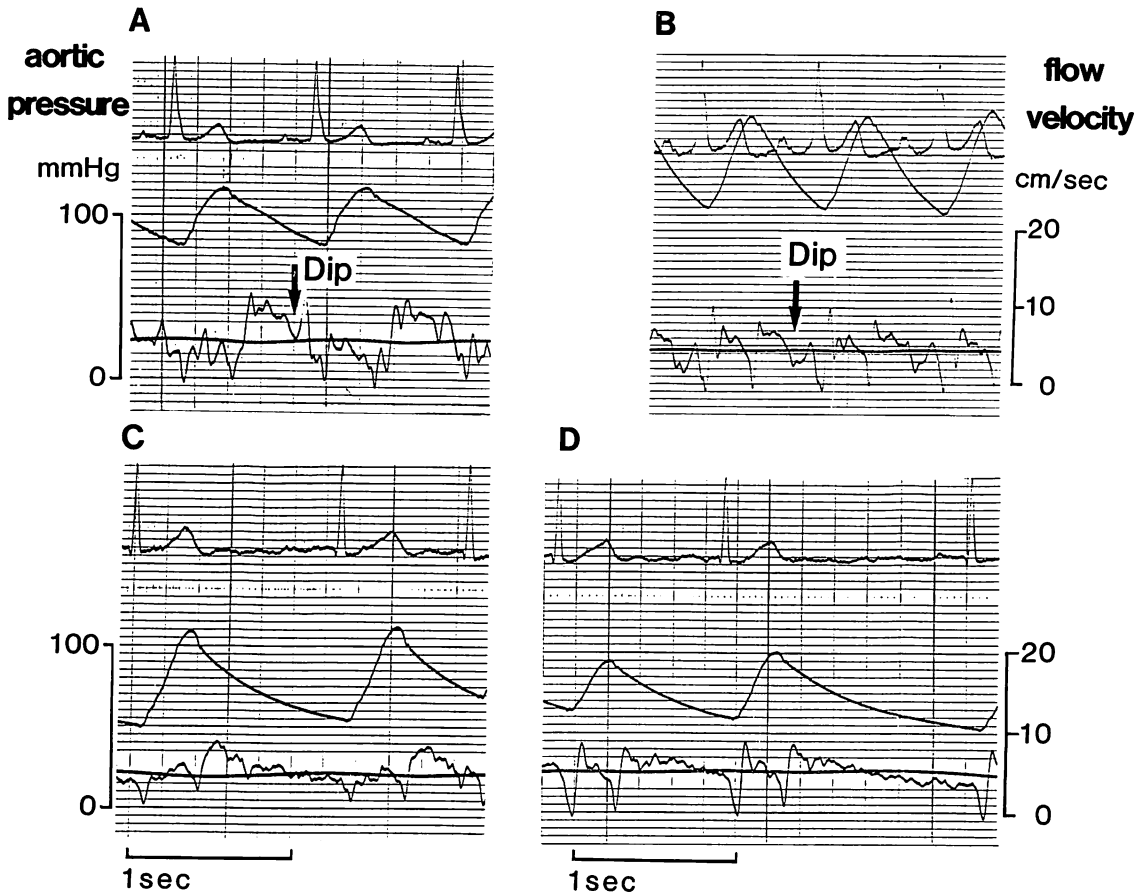 A
B
aortic
pressure
mmHg
100
0
Dip
flow
velocity
cm/sec
20
10
0
Dip
C
D
100
0
20
10
0
1sec
1sec